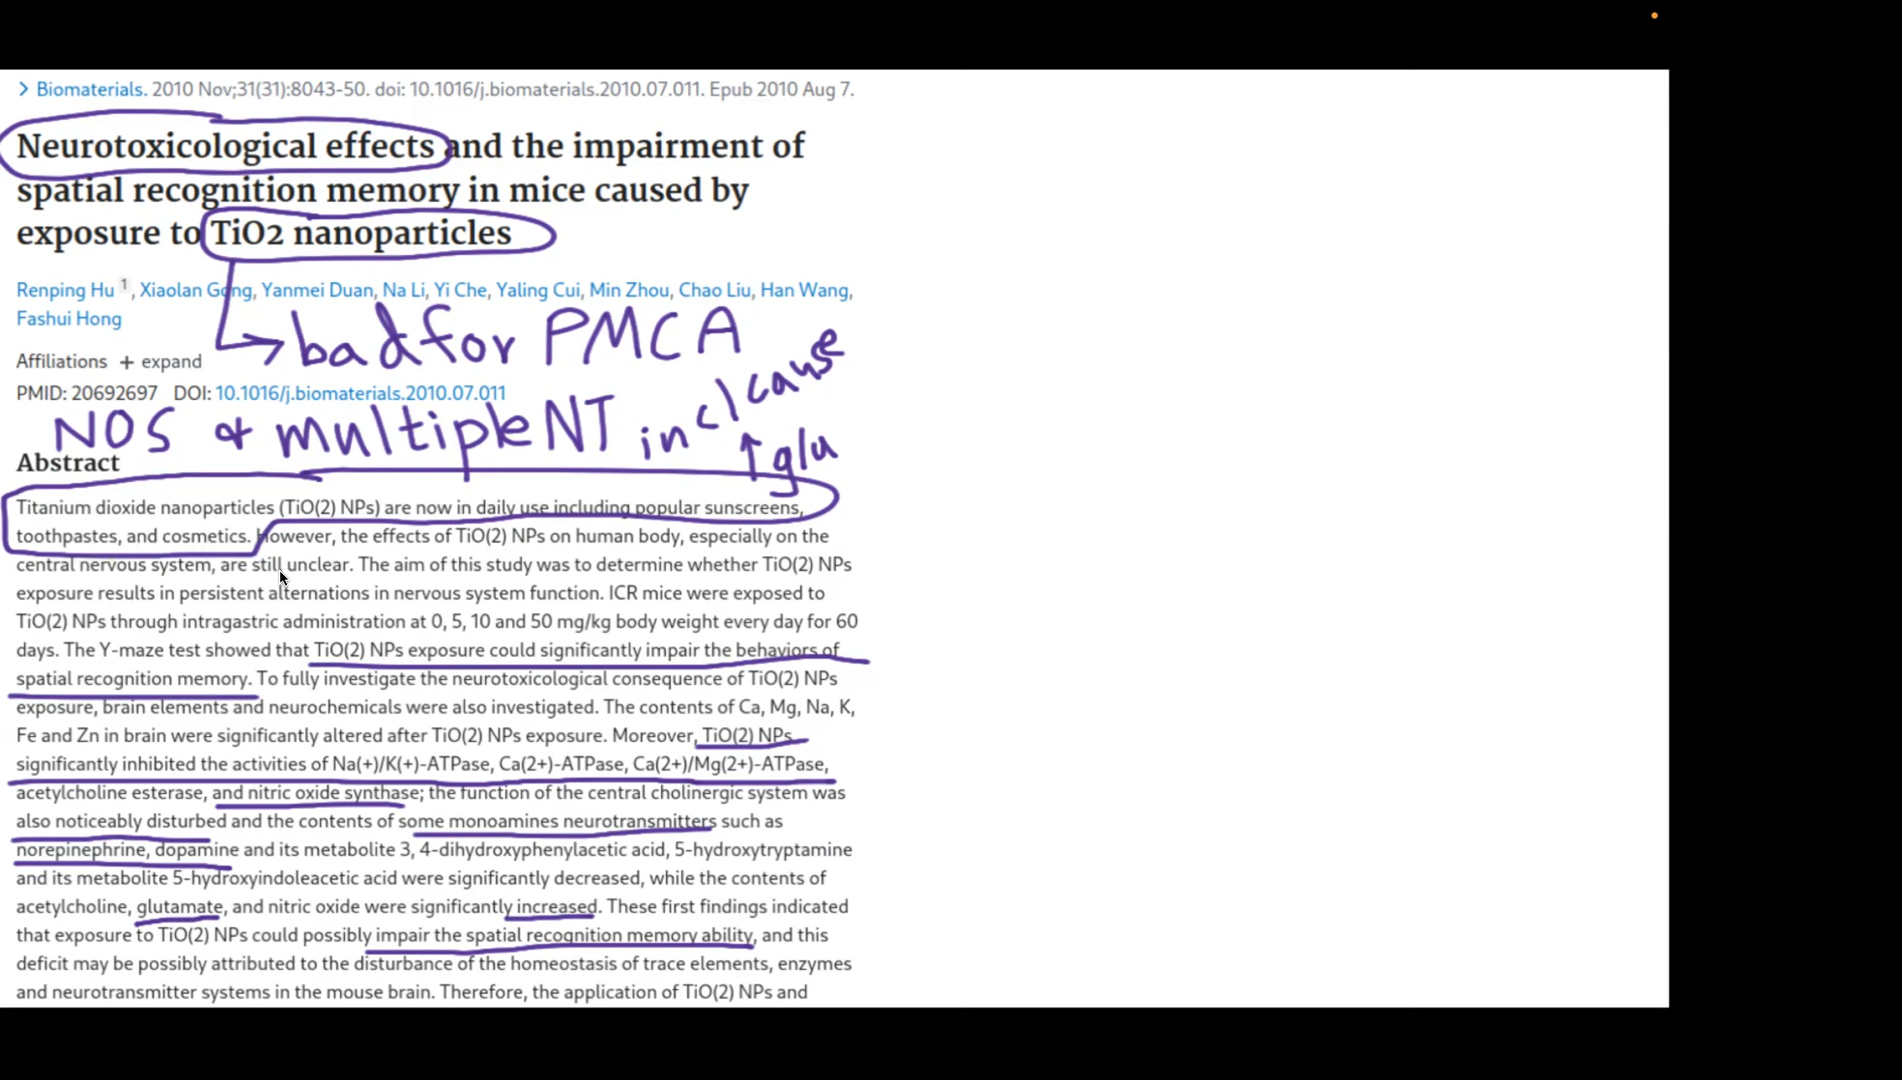 > Biomaterials. 2010 Nov;31(31):8043-50. doi: 10.1016/j.biomaterials.2010.07.011. Epub 2010 Aug 7.
Neurotoxicological effects and the impairment of
spatial recognition memory in mice caused by
exposure to TiO2 nanoparticles
Renping Hu 1, Xiaolan Gong, Yanmei Duan, Na Li, Yi Che, Yaling Cui, Min Zhou, Chao Liu, Han Wang,
Fashui Hong
bad for PMCA
Affiliations + expand
PMID: 20692697 DOI: 10.1016/j.biomaterials.2010.07.011
NOS & multiple NT incl cause
↑ glu
Abstract
Titanium dioxide nanoparticles (TiO(2) NPs) are now in daily use including popular sunscreens,
toothpastes, and cosmetics. However, the effects of TiO(2) NPs on human body, especially on the
central nervous system, are still unclear. The aim of this study was to determine whether TiO(2) NPs
exposure results in persistent alternations in nervous system function. ICR mice were exposed to
TiO(2) NPs through intragastric administration at 0, 5, 10 and 50 mg/kg body weight every day for 60
days. The Y-maze test showed that TiO(2) NPs exposure could significantly impair the behaviors of
spatial recognition memory. To fully investigate the neurotoxicological consequence of TiO(2) NPs
exposure, brain elements and neurochemicals were also investigated. The contents of Ca, Mg, Na, K,
Fe and Zn in brain were significantly altered after TiO(2) NPs exposure. Moreover, TiO(2) NPs
significantly inhibited the activities of Na(+)/K(+)-ATPase, Ca(2+)-ATPase, Ca(2+)/Mg(2+)-ATPase,
acetylcholine esterase, and nitric oxide synthase; the function of the central cholinergic system was
also noticeably disturbed and the contents of some monoamines neurotransmitters such as
norepinephrine, dopamine and its metabolite 3, 4-dihydroxyphenylacetic acid, 5-hydroxytryptamine
and its metabolite 5-hydroxyindoleacetic acid were significantly decreased, while the contents of
acetylcholine, glutamate, and nitric oxide were significantly increased. These first findings indicated
that exposure to TiO(2) NPs could possibly impair the spatial recognition memory ability, and this
deficit may be possibly attributed to the disturbance of the homeostasis of trace elements, enzymes
and neurotransmitter systems in the mouse brain. Therefore, the application of TiO(2) NPs and